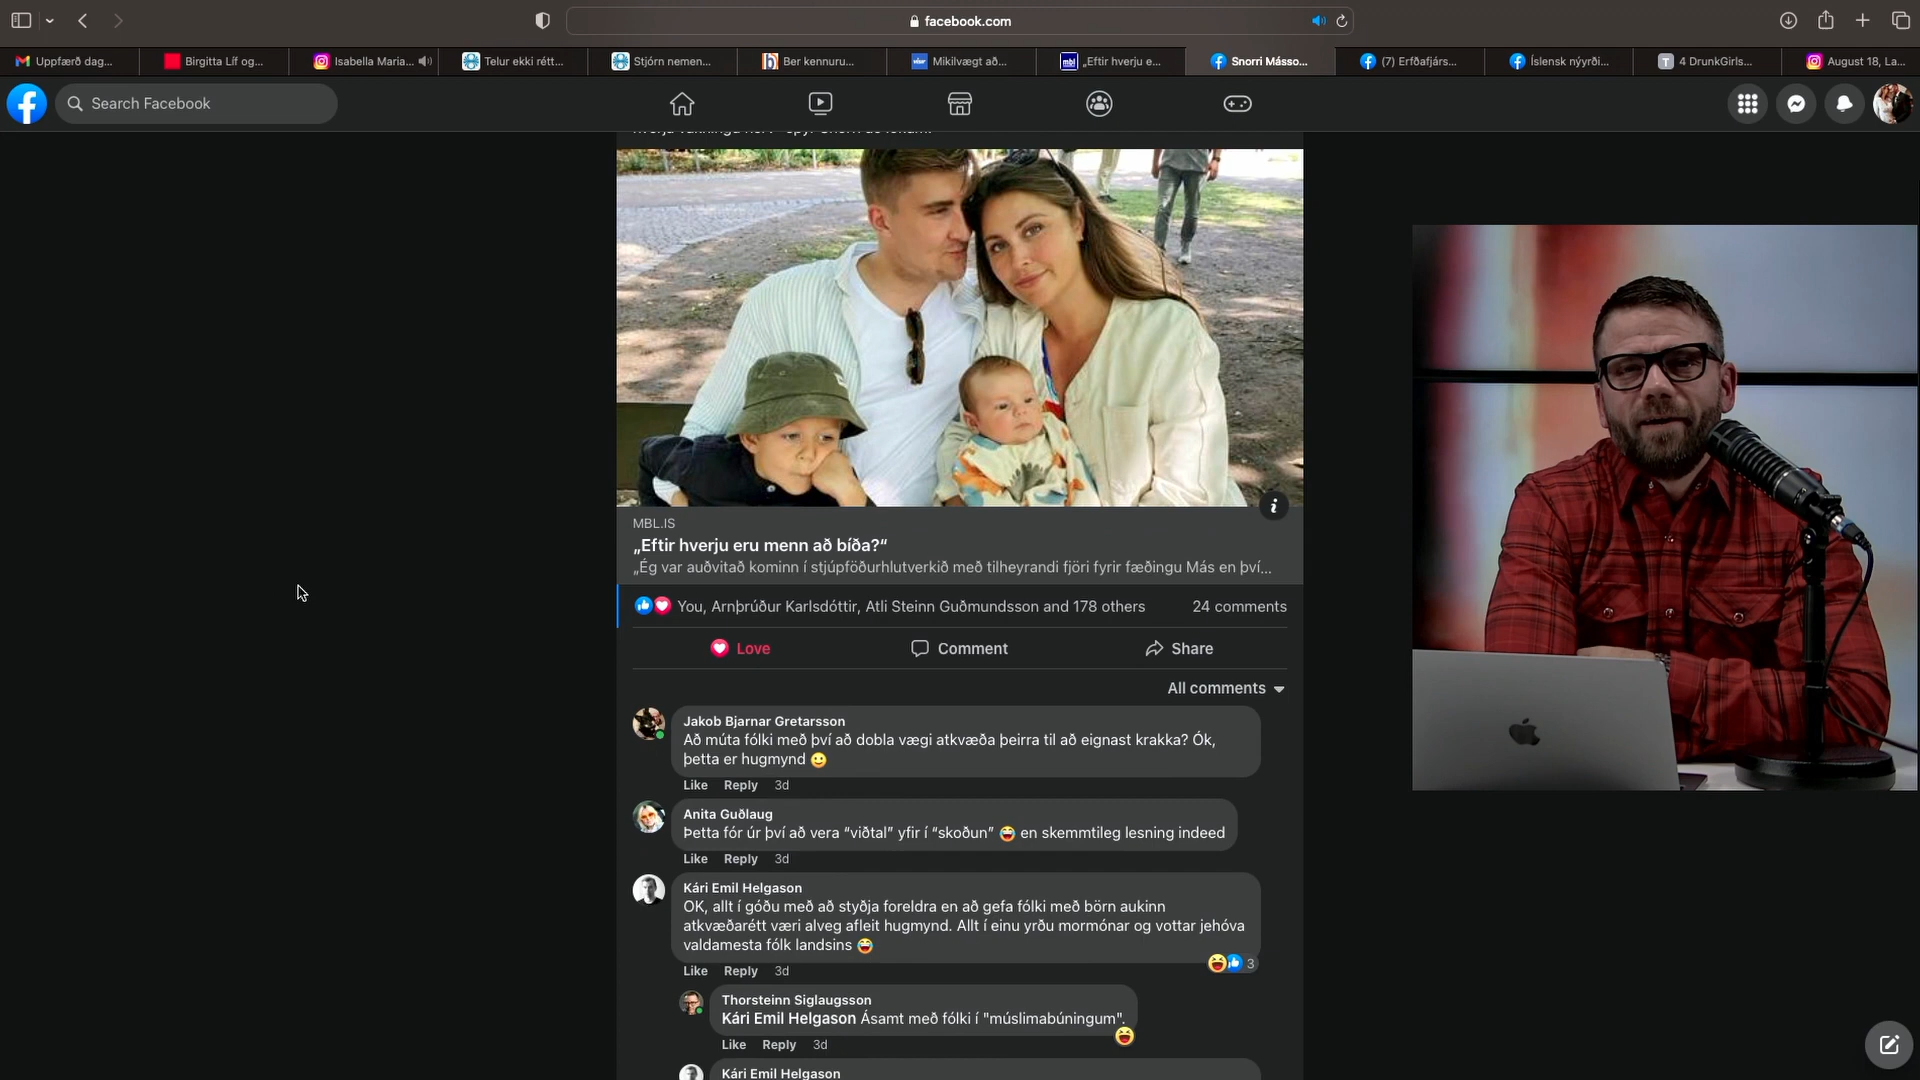 facebook.com
Uppfærð dag...
Birgitta Líf og...
Isabella Maria...
Telur ekki rétt...
Stjórn nemen...
Ber kennuru...
Mikilvægt að...
mbl
„Eftir hverju e...
Snorri Másso...
(7) Erfðafjárs...
Íslensk nýyrði...
T
4 DrunkGirls...
August 18, La...
Search Facebook
MBL.IS
„Eftir hverju eru menn að bíða?“
„Ég var auðvitað kominn í stjúpföðurhlutverkið með tilheyrandi fjöri fyrir fæðingu Más en því...
You, Arnþrúður Karlsdóttir, Atli Steinn Guðmundsson and 178 others
24 comments
Love
Comment
Share
All comments
Jakob Bjarnar Gretarsson
Að múta fólki með því að dobla vægi atkvæða þeirra til að eignast krakka? Ók,
þetta er hugmynd 🙂
Like Reply 3d
Anita Guðlaug
Þetta fór úr því að vera “viðtal” yfir í “skoðun” 😂 en skemmtileg lesning indeed
Like Reply 3d
Kári Emil Helgason
OK, allt í góðu með að styðja foreldra en að gefa fólki með börn aukinn
atkvæðarétt væri alveg afleit hugmynd. Allt í einu yrðu mormónar og vottar jehóva
valdamesta fólk landsins 😂
3
Like Reply 3d
Thorsteinn Siglaugsson
Kári Emil Helgason Ásamt með fólki í "múslimabúningum".
Like Reply 3d
Kári Emil Helgason